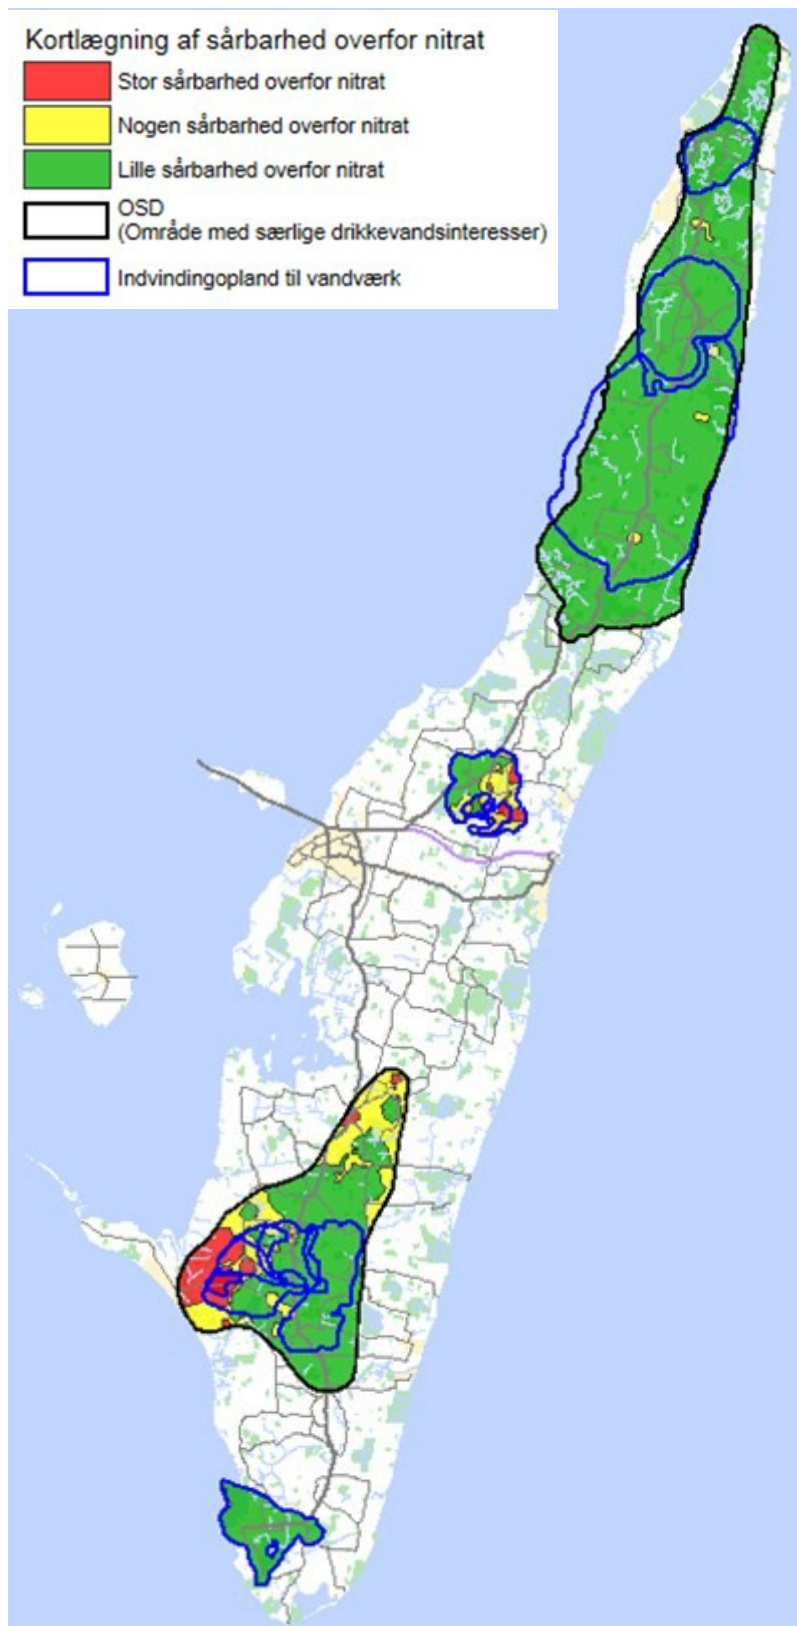 Kortlægning af sårbarhed overfor nitrat
Stor sårbarhed overfor nitrat
Nogen sårbarhed overfor nitrat
Lille sårbarhed overfor nitrat
OSD
(Område med særlige drikkevandsinteresser)
Indvindingopland til vandværk